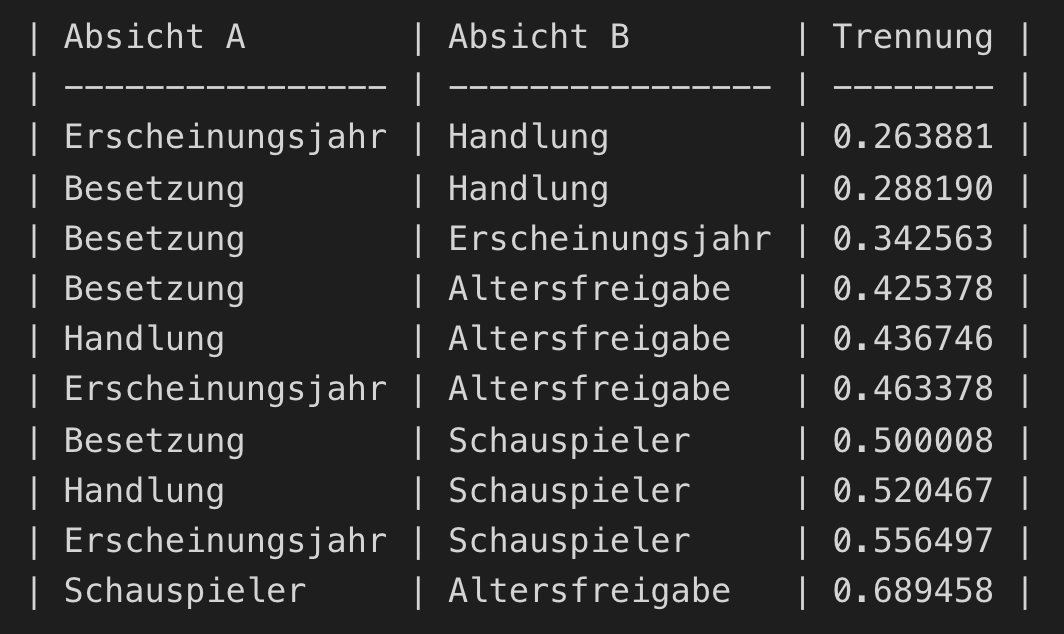 | Absicht A        | Absicht B        | Trennung |
| ---------------- | ---------------- | -------- |
| Erscheinungsjahr | Handlung         | 0.263881 |
| Besetzung        | Handlung         | 0.288190 |
| Besetzung        | Erscheinungsjahr | 0.342563 |
| Besetzung        | Altersfreigabe   | 0.425378 |
| Handlung         | Altersfreigabe   | 0.436746 |
| Erscheinungsjahr | Altersfreigabe   | 0.463378 |
| Besetzung        | Schauspieler     | 0.500008 |
| Handlung         | Schauspieler     | 0.520467 |
| Erscheinungsjahr | Schauspieler     | 0.556497 |
| Schauspieler     | Altersfreigabe   | 0.689458 |